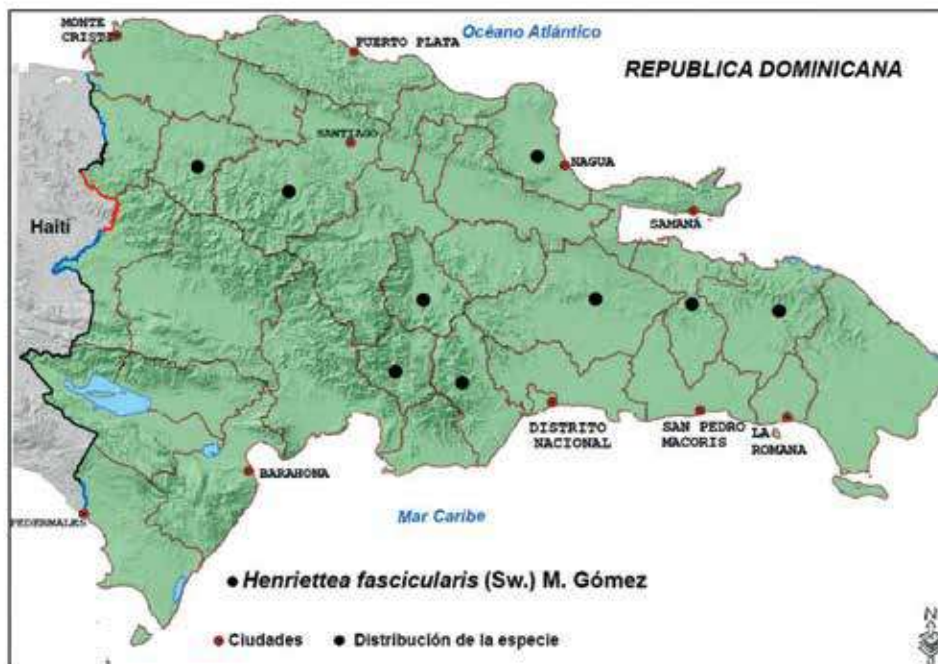 MONTE
CRISTI
Océano Atlántico
PUERTO PLATA
REPUBLICA DOMINICANA
SANTIAGO
NAGUA
Haití
SAMANÁ
DISTRITO
NACIONAL
SAN PEDRO
MACORIS
LA
ROMANA
BARAHONA
PEDERNALES
Mar Caribe
Henriettea fascicularis (Sw.) M. Gómez
Ciudades
Distribución de la especie
N